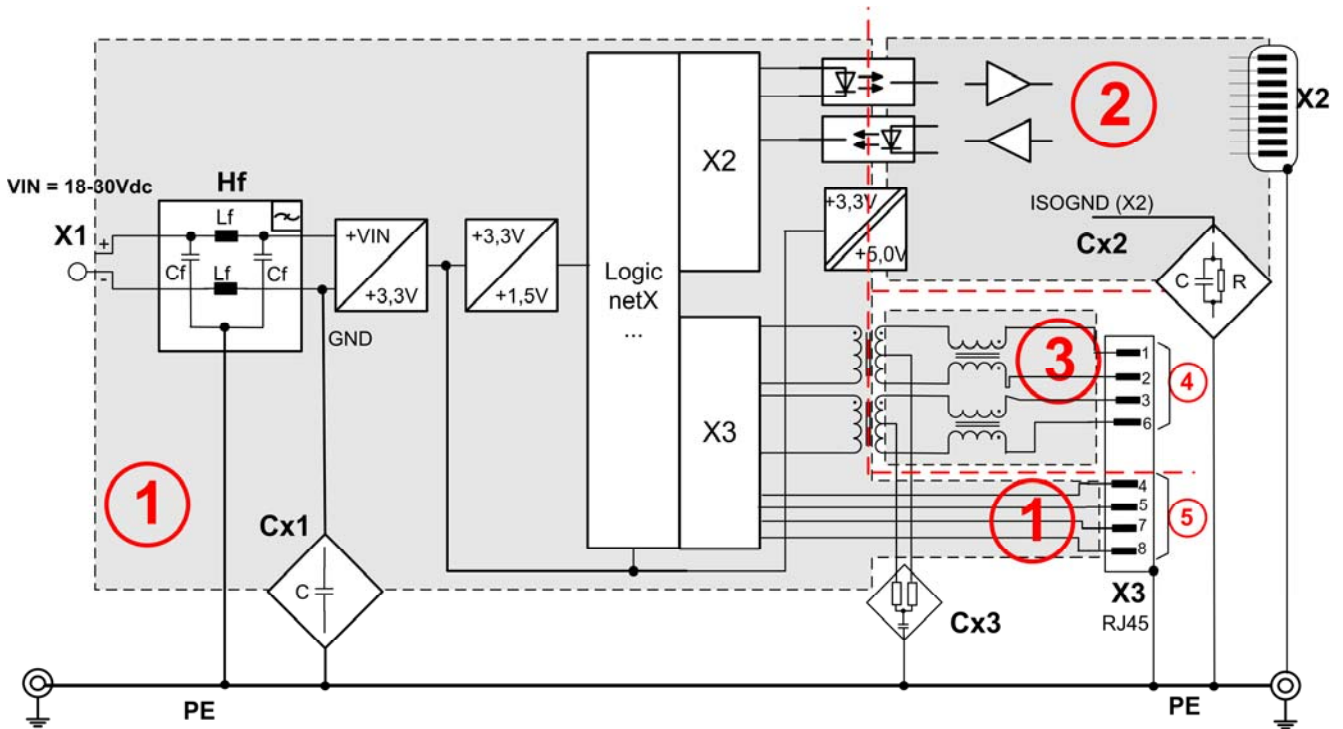 VIN = 18-30Vdc
Hf
X1
+
-
Lf
Cf
Lf
Cf
GND
+VIN
+3,3V
+3,3V
+1,5V
Logic
netX
...
X2
X3
+3,3V
+5,0V
2
X2
ISOGND (X2)
Cx2
C
R
3
1
2
3
6
4
1
Cx1
C
1
4
5
7
8
5
X3
RJ45
Cx3
PE
PE